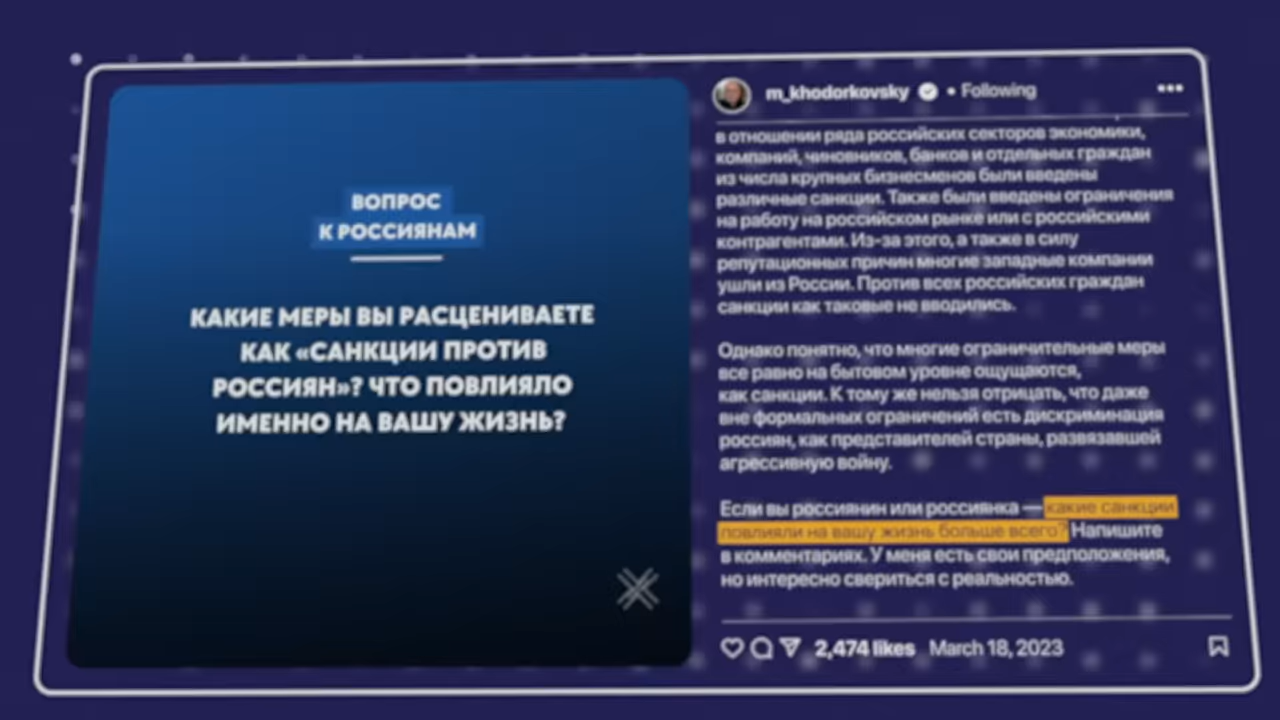 ВОПРОС
К РОССИЯНАМ
КАКИЕ МЕРЫ ВЫ РАСЦЕНИВАЕТЕ
КАК «САНКЦИИ ПРОТИВ
РОССИЯН»? ЧТО ПОВЛИЯЛО
ИМЕННО НА ВАШУ ЖИЗНЬ?
m_khodorkovsky • Following
в отношении ряда российских секторов экономики,
компаний, чиновников, банков и отдельных граждан
из числа крупных бизнесменов были введены
различные санкции. Также были введены ограничения
на работу на российском рынке или с российскими
контрагентами. Из-за этого, а также в силу
репутационных причин многие западные компании
ушли из России. Против всех российских граждан
санкции как таковые не вводились.
Однако понятно, что многие ограничительные меры
все равно на бытовом уровне ощущаются,
как санкции. К тому же нельзя отрицать, что даже
вне формальных ограничений есть дискриминация
россиян, как представителей страны, развязавшей
агрессивную войну.
Если вы россиянин или россиянка — какие санкции
повлияли на вашу жизнь больше всего? Напишите
в комментариях. У меня есть свои предположения,
но интересно свериться с реальностью.
2,474 likes March 18, 2023